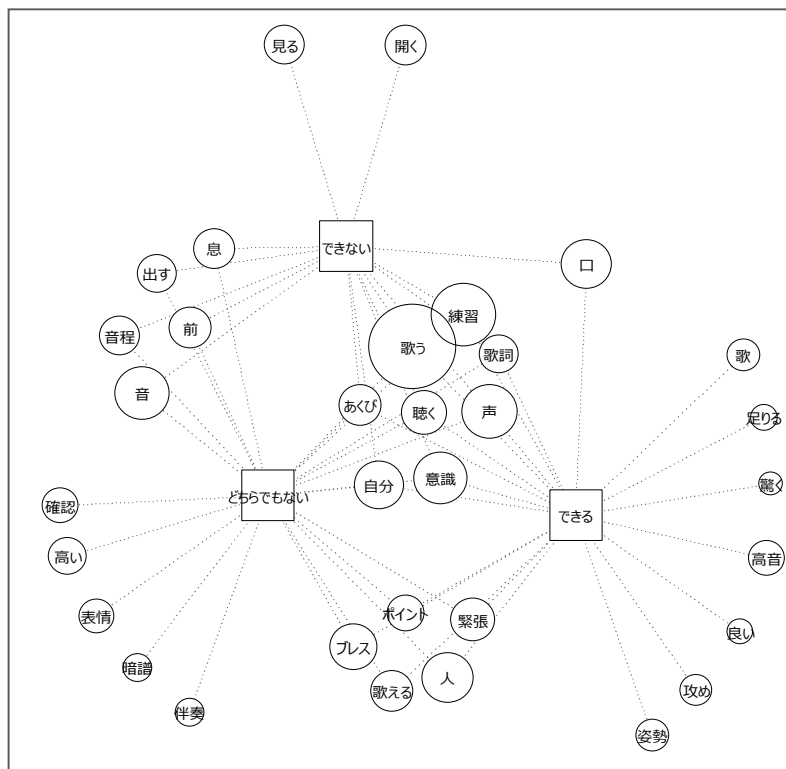 見る
開く
できない
息
口
出す
練習
音程
前
歌う
歌詞
歌
音
あくび
聴く
声
足りる
自分
意識
驚く
どちらでもない
確認
できる
高い
高音
表情
ポイント
緊張
良い
ブレス
暗譜
人
歌える
攻め
伴奏
姿勢